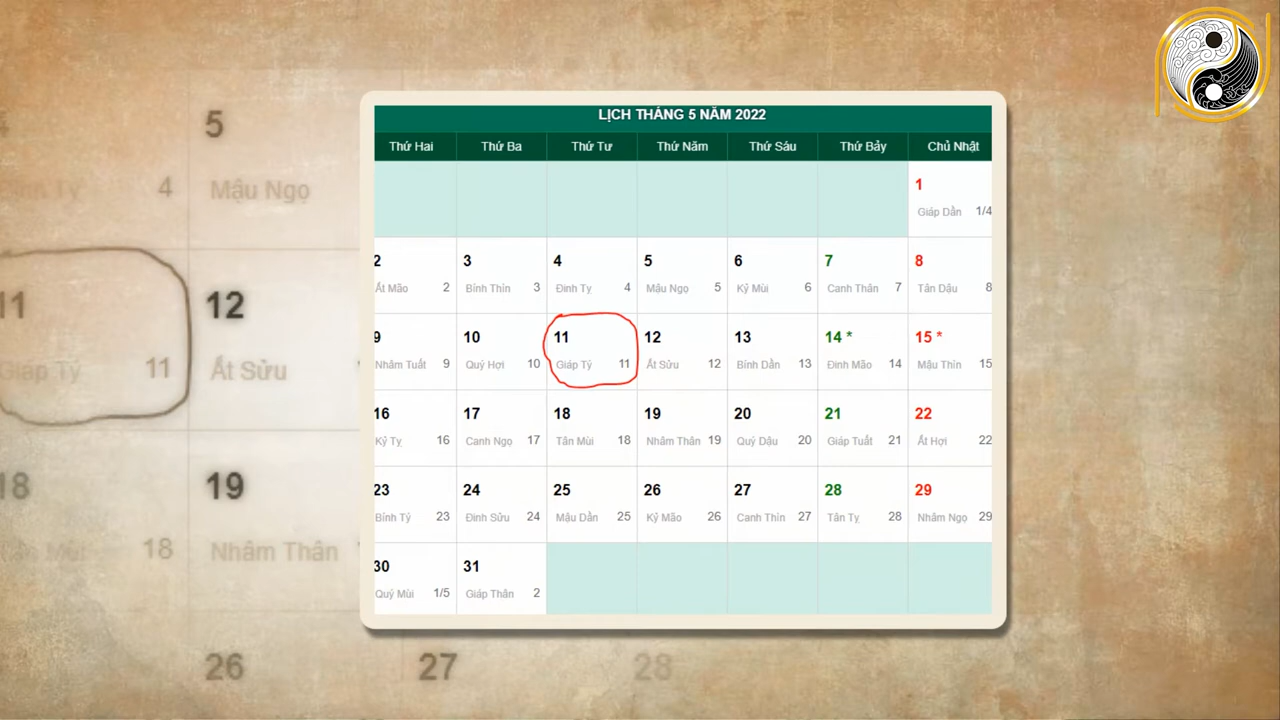 LỊCH THÁNG 5 NĂM 2022
Thứ Hai Thứ Ba Thứ Tư Thứ Năm Thứ Sáu Thứ Bảy Chủ Nhật
1
Giáp Dần 1/4
2 3 4 5 6 7 8
Ất Mão 2 Bính Thìn 3 Đinh Tỵ 4 Mậu Ngọ 5 Kỷ Mùi 6 Canh Thân 7 Tân Dậu 8
9 10 11 12 13 14 * 15 *
Nhâm Tuất 9 Quý Hợi 10 Giáp Tý 11 Ất Sửu 12 Bính Dần 13 Đinh Mão 14 Mậu Thìn 15
16 17 18 19 20 21 22
Kỷ Tỵ 16 Canh Ngọ 17 Tân Mùi 18 Nhâm Thân 19 Quý Dậu 20 Giáp Tuất 21 Ất Hợi 22
23 24 25 26 27 28 29
Bính Tý 23 Đinh Sửu 24 Mậu Dần 25 Kỷ Mão 26 Canh Thìn 27 Tân Tỵ 28 Nhâm Ngọ 29
30 31
Quý Mùi 1/5 Giáp Thân 2
5
4 Mậu Ngọ
11 12
Giáp Tý 11 Ất Sửu
18 19
18 Nhâm Thân
26 27 28